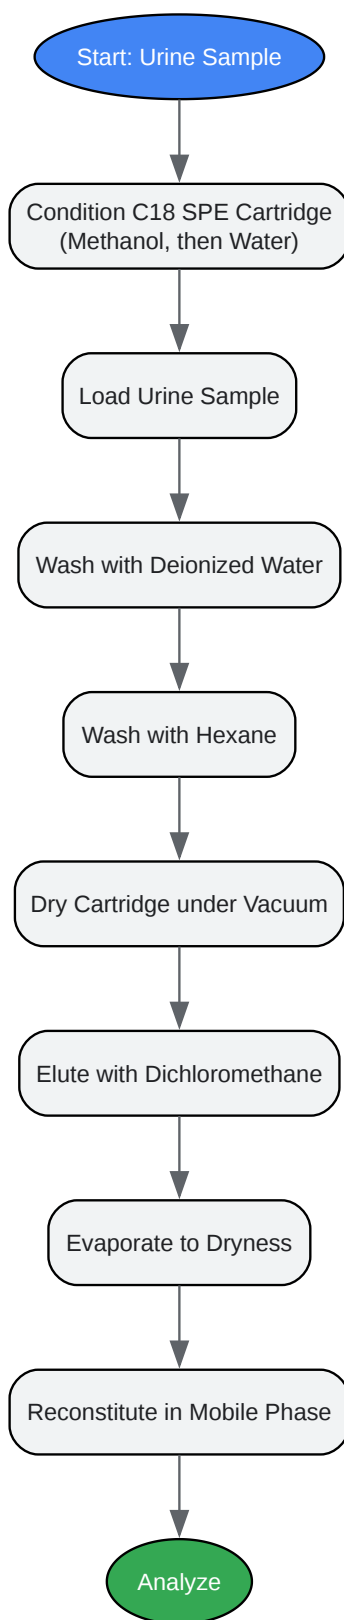 Start: Urine Sample
Condition C18 SPE Cartridge
(Methanol, then Water)
Load Urine Sample
Wash with Deionized Water
Wash with Hexane
Dry Cartridge under Vacuum
Elute with Dichloromethane
Evaporate to Dryness
Reconstitute in Mobile Phase
Analyze